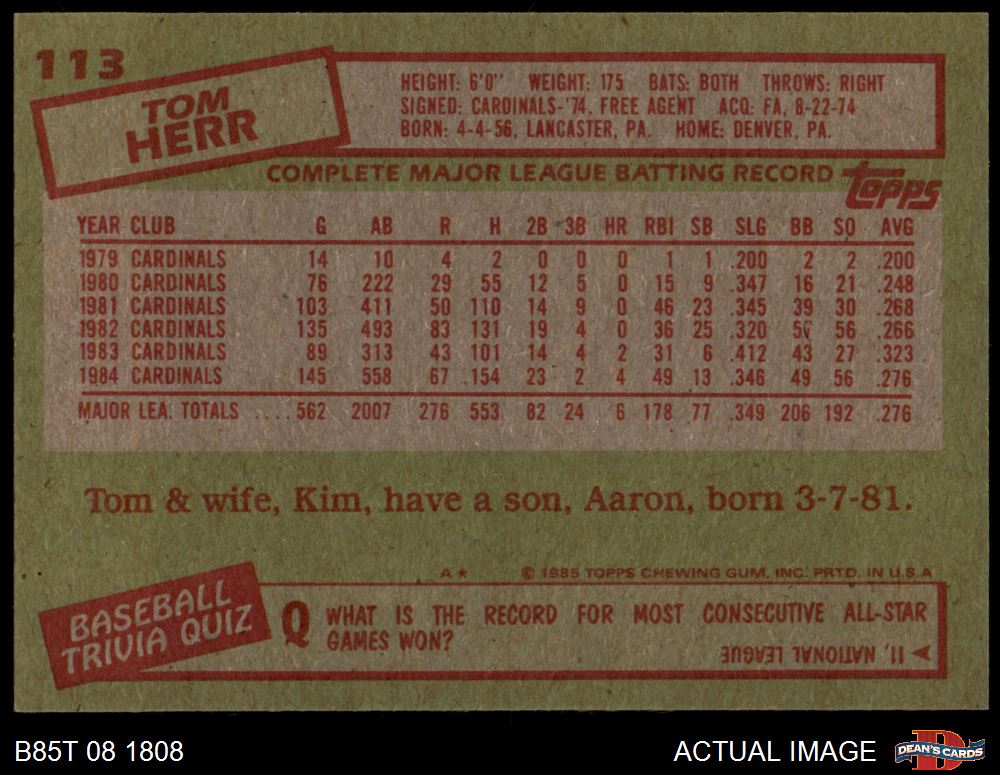 113
TOM
HERR
HEIGHT: 6'0" WEIGHT: 175 BATS: BOTH THROWS: RIGHT
SIGNED: CARDINALS-'74, FREE AGENT ACQ: FA, 8-22-74
BORN: 4-4-56, LANCASTER, PA. HOME: DENVER, PA.
COMPLETE MAJOR LEAGUE BATTING RECORD
topps
YEAR CLUB G AB R H 2B 3B HR RBI SB SLG BB SO AVG
1979 CARDINALS 14 10 4 2 0 0 0 1 1 .200 2 2 .200
1980 CARDINALS 76 222 29 55 12 5 0 15 9 .347 16 21 .248
1981 CARDINALS 103 411 50 110 14 9 0 46 23 .345 39 30 .268
1982 CARDINALS 135 493 83 131 19 4 0 36 25 .320 56 .266
1983 CARDINALS 89 313 43 101 14 4 2 31 6 .412 43 27 .323
1984 CARDINALS 145 558 67 154 23 2 4 49 13 .346 49 56 .276
MAJOR LEA. TOTALS ....562 2007 276 553 82 24 6 178 77 .349 206 192 .276
Tom & wife, Kim, have a son, Aaron, born 3-7-81.
A* © 1985 TOPPS CHEWING GUM, INC. PRTD. IN U.S.A
BASEBALL
TRIVIA QUIZ
Q WHAT IS THE RECORD FOR MOST CONSECUTIVE ALL-STAR
GAMES WON?
11, NATIONAL LEAGUE
B85T 08 1808
ACTUAL IMAGE
DEAN'S CARDS